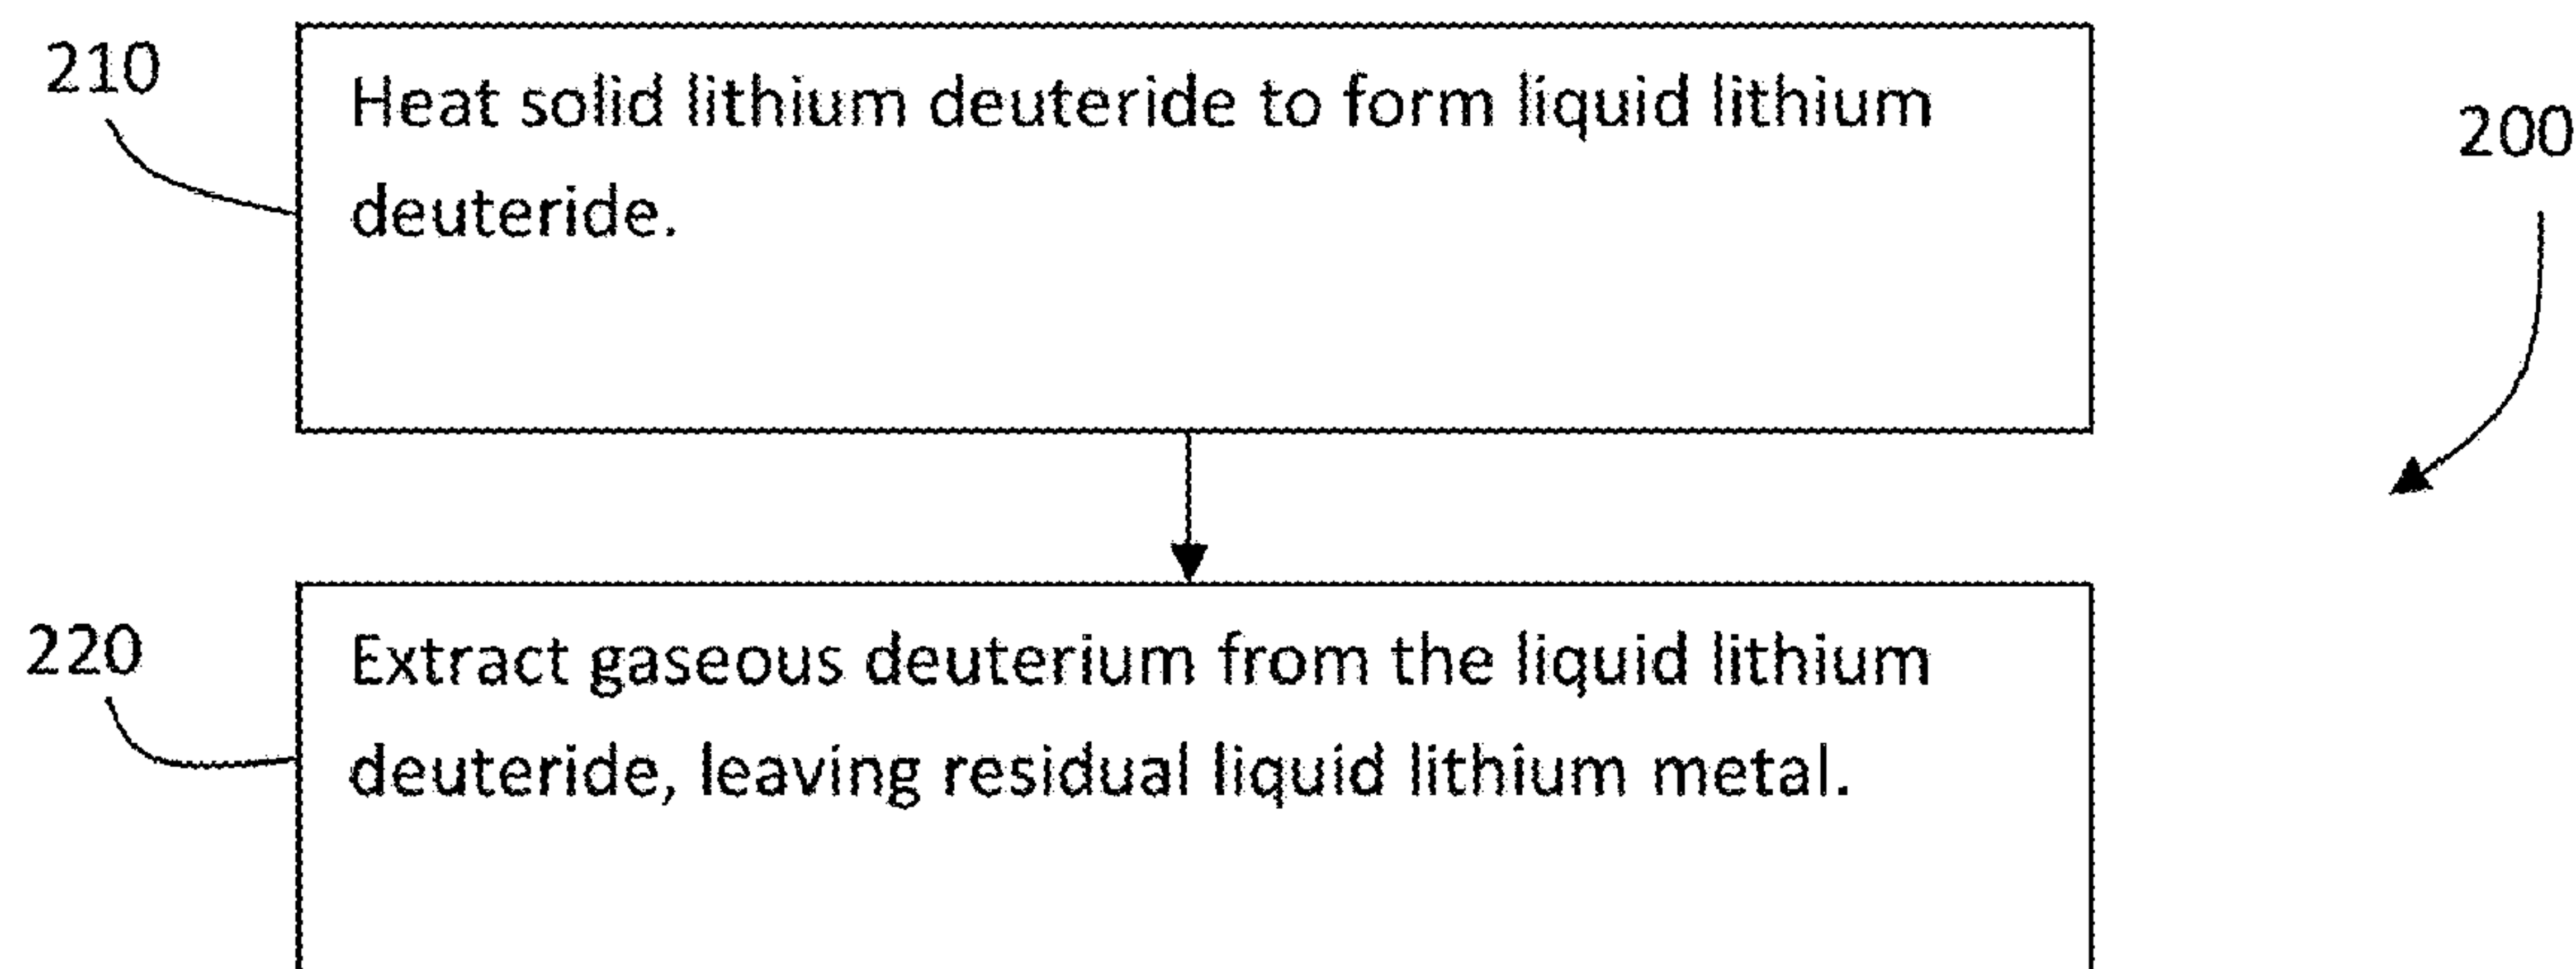 210
Heat solid lithium deuteride to form liquid lithium
deuteride.
200
220
Extract gaseous deuterium from the liquid lithium
deuteride, leaving residual liquid lithium metal.